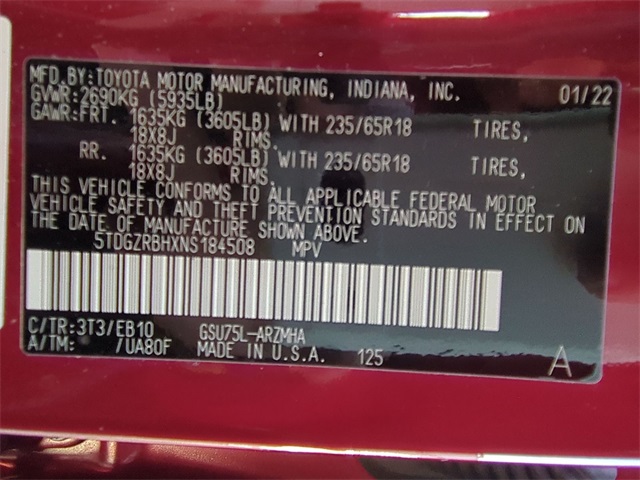 MFD.BY:TOYOTA MOTOR MANUFACTURING, INDIANA, INC. 01/22
GVWR:2690KG (5935LB)
GAWR:FRT. 1635KG (3605LB) WITH 235/65R18 TIRES,
18X8J RIMS.
RR. 1635KG (3605LB) WITH 235/65R18 TIRES,
18X8J RIMS.
THIS VEHICLE CONFORMS TO ALL APPLICABLE FEDERAL MOTOR
VEHICLE SAFETY AND THEFT PREVENTION STANDARDS IN EFFECT ON
THE DATE OF MANUFACTURE SHOWN ABOVE.
5TDGZRBHXNS184508 MPV
C/TR:3T3/EB10 GSU75L-ARZMHA
A/TM: /UA80F MADE IN U.S.A. 125 A